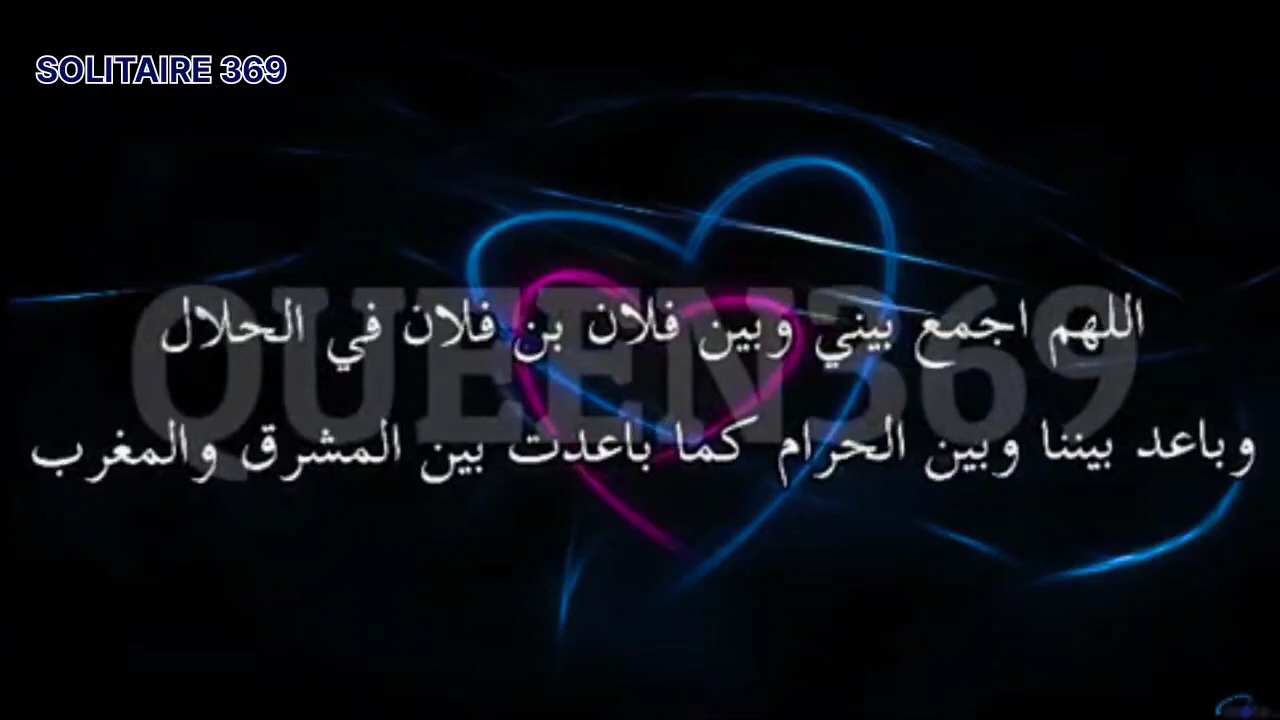 SOLITAIRE 369
QUEEN369
اللهم اجمع بيني وبين فلان بن فلان في الحلال
وباعد بيننا وبين الحرام كما باعدت بين المشرق والمغرب